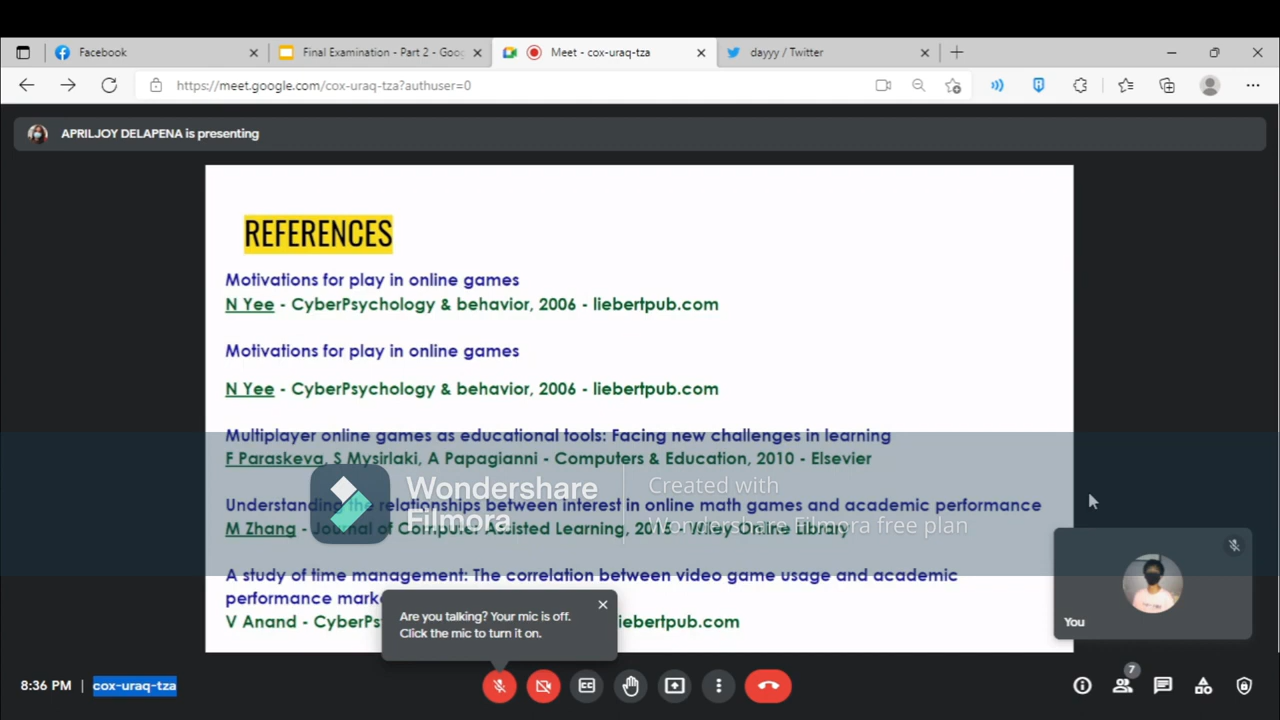 Facebook
Final Examination - Part 2 - Goog
Meet - cox-uraq-tza
dayyy / Twitter
https://meet.google.com/cox-uraq-tza?authuser=0
APRILJOY DELAPENA is presenting
REFERENCES
Motivations for play in online games
N Yee - CyberPsychology & behavior, 2006 - liebertpub.com
Motivations for play in online games
N Yee - CyberPsychology & behavior, 2006 - liebertpub.com
Multiplayer online games as educational tools: Facing new challenges in learning
F Paraskeva, S Mysirlaki, A Papagianni - Computers & Education, 2010 - Elsevier
Understanding the relationships between interest in online math games and academic performance
M Zhang - Journal of Computer Assisted Learning, - Wiley Online Library
Wondershare
Filmora
Created with
Wondershare Filmora free plan
A study of time management: The correlation between video game usage and academic
performance
V Anand - liebertpub.com
Are you talking? Your mic is off.
Click the mic to turn it on.
You
8:36 PM | cox-uraq-tza
7